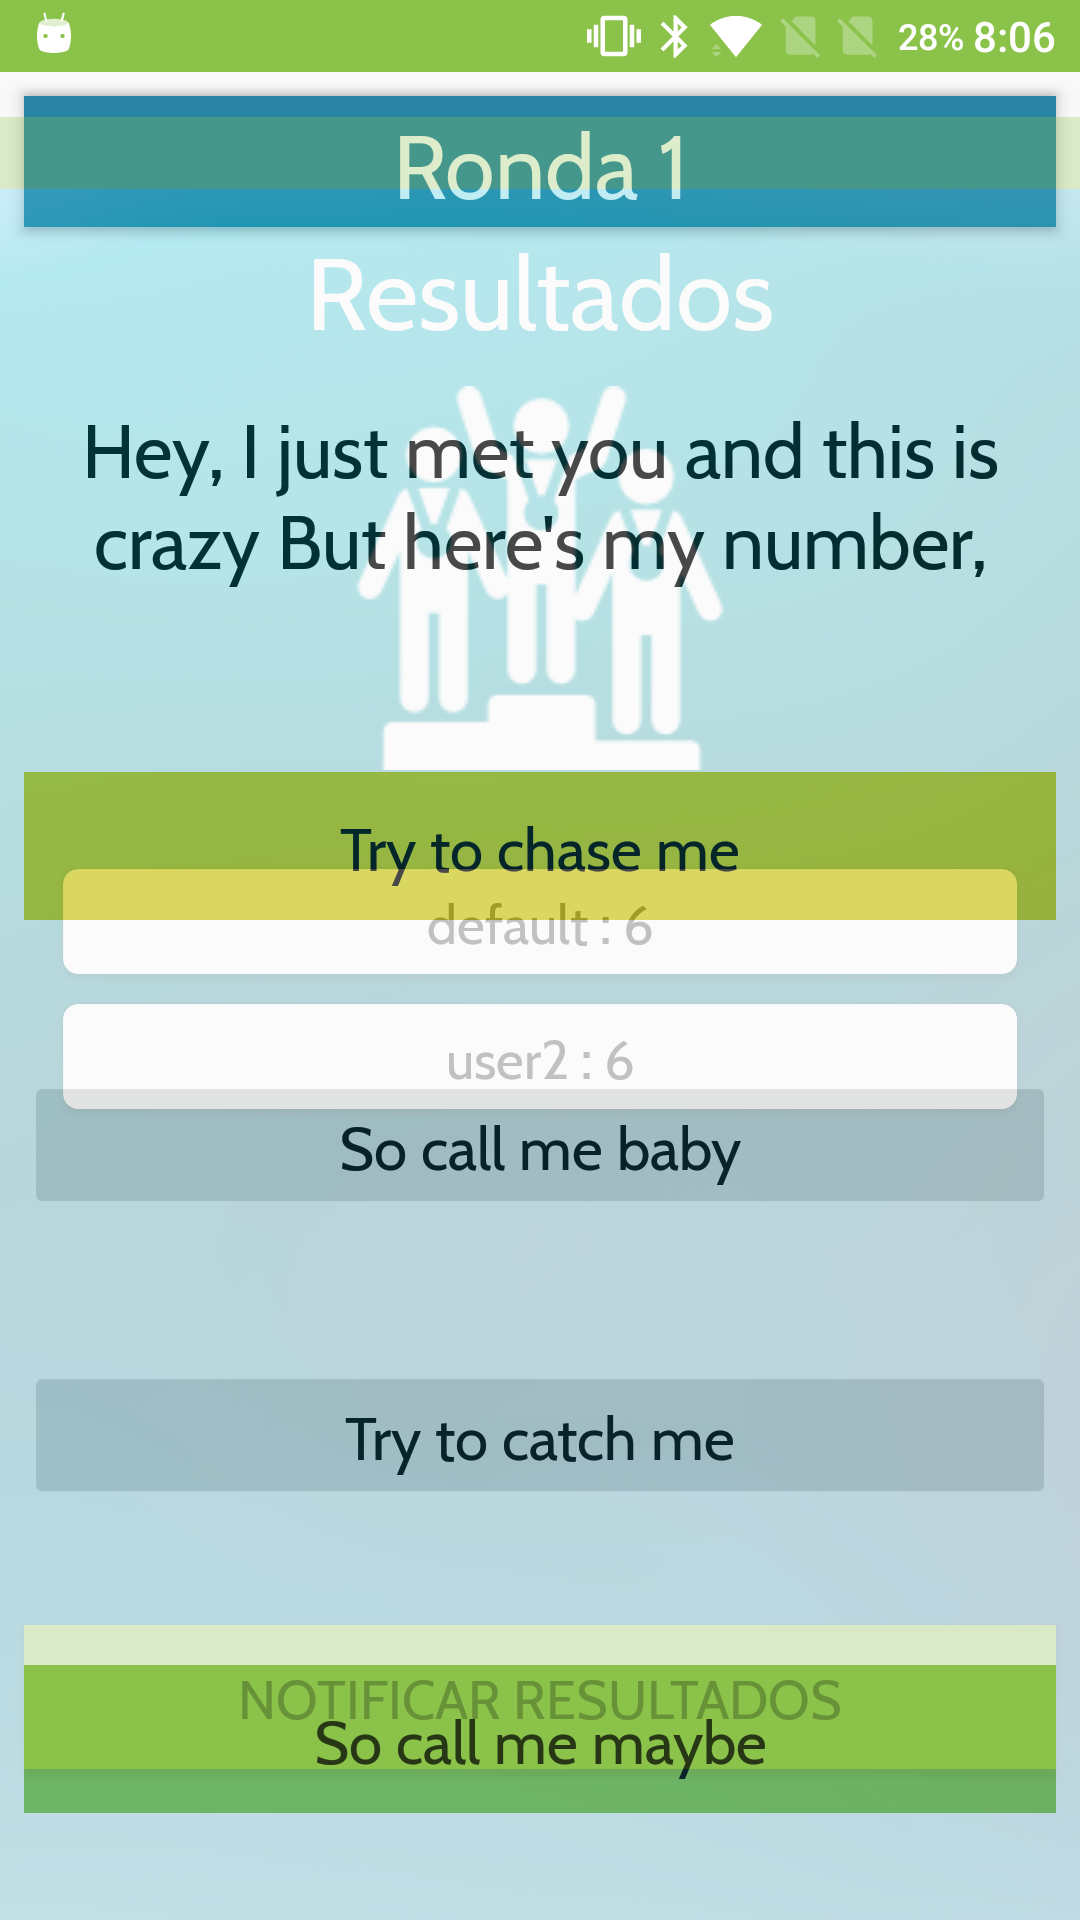 28% 8:06
Ronda 1
Resultados
Hey, I just met you and this is
crazy But here's my number,
Try to chase me
default : 6
user2 : 6
So call me baby
Try to catch me
NOTIFICAR RESULTADOS
So call me maybe